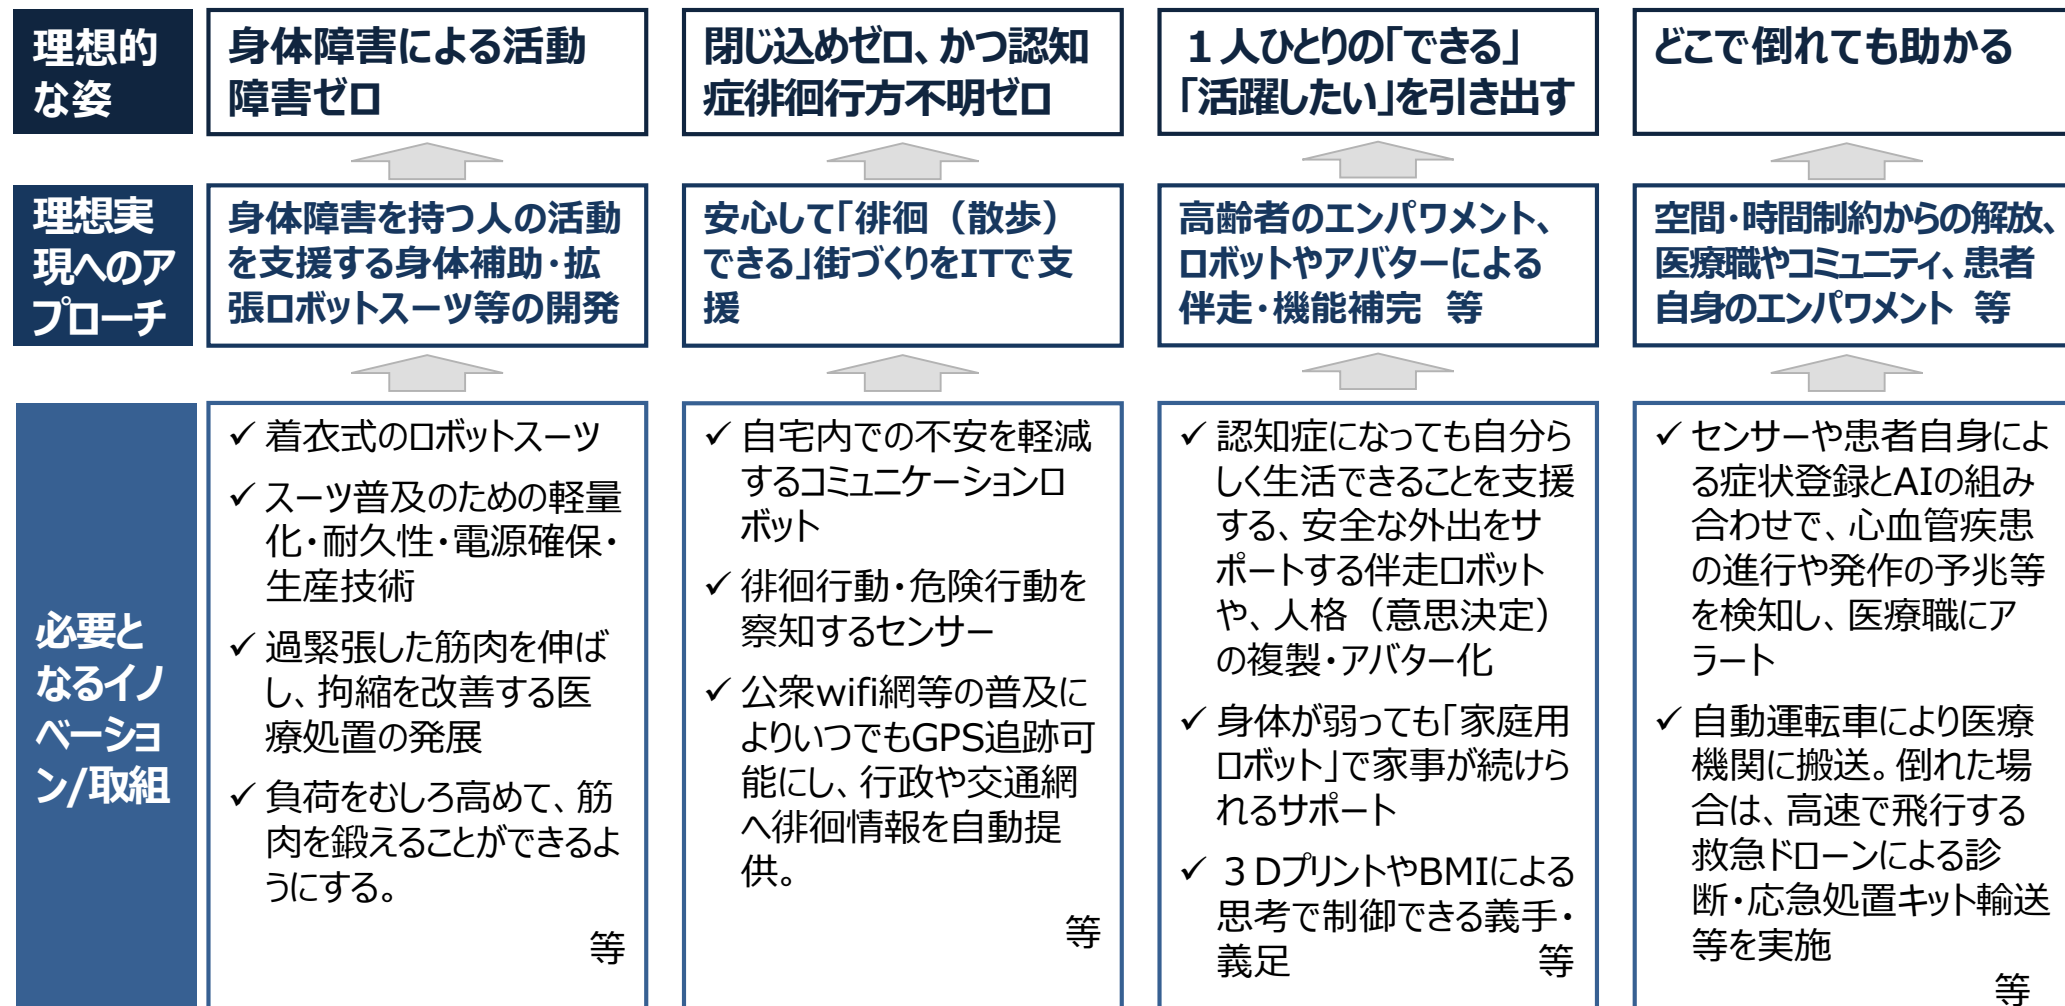 理想的
な姿
身体障害による活動
障害ゼロ
閉じ込めゼロ、かつ認知
症徘徊行方不明ゼロ
１人ひとりの「できる」
「活躍したい」を引き出す
どこで倒れても助かる
理想実
現へのア
プローチ
身体障害を持つ人の活動
を支援する身体補助・拡
張ロボットスーツ等の開発
安心して「徘徊（散歩）
できる」街づくりをITで支
援
高齢者のエンパワメント、
ロボットやアバターによる
伴走・機能補完　等
空間・時間制約からの解放、
医療職やコミュニティ、患者
自身のエンパワメント　等
必要と
なるイノ
ベーショ
ン/取組
✓ 着衣式のロボットスーツ
✓ スーツ普及のための軽量
化・耐久性・電源確保・
生産技術
✓ 過緊張した筋肉を伸ば
し、拘縮を改善する医
療処置の発展
✓ 負荷をむしろ高めて、筋
肉を鍛えることができるよ
うにする。
等
✓ 自宅内での不安を軽減
するコミュニケーションロ
ボット
✓ 徘徊行動・危険行動を
察知するセンサー
✓ 公衆wifi網等の普及に
よりいつでもGPS追跡可
能にし、行政や交通網
へ徘徊情報を自動提
供。
等
✓ 認知症になっても自分ら
しく生活できることを支援
する、安全な外出をサ
ポートする伴走ロボット
や、人格（意思決定）
の複製・アバター化
✓ 身体が弱っても「家庭用
ロボット」で家事が続けら
れるサポート
✓ ３DプリントやBMIによる
思考で制御できる義手・
義足　等
✓ センサーや患者自身によ
る症状登録とAIの組み
合わせで、心血管疾患
の進行や発作の予兆等
を検知し、医療職にア
ラート
✓ 自動運転車により医療
機関に搬送。倒れた場
合は、高速で飛行する
救急ドローンによる診
断・応急処置キット輸送
等を実施
等